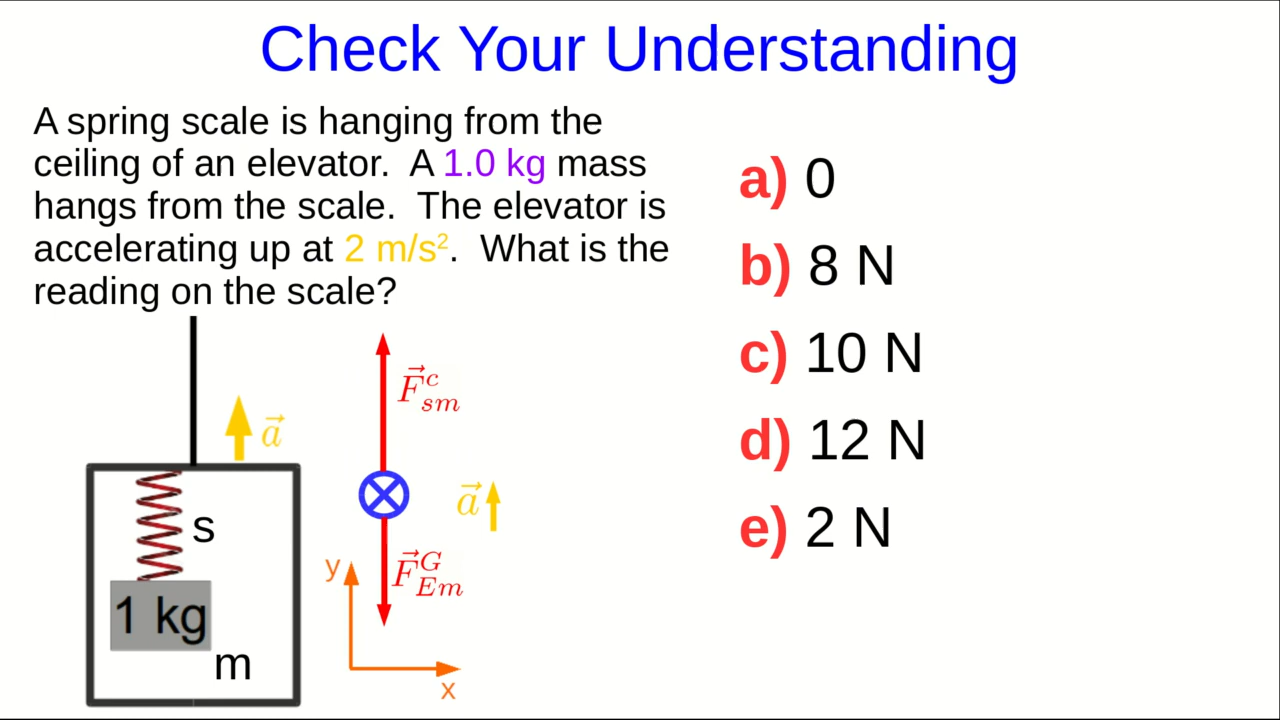 Check Your Understanding
A spring scale is hanging from the
ceiling of an elevator.  A 1.0 kg mass
hangs from the scale.  The elevator is
accelerating up at 2 m/s².  What is the
reading on the scale?
a) 0
b) 8 N
c) 10 N
d) 12 N
e) 2 N
a⃗
s
1 kg
m
F⃗ᶜₛₘ
a⃗
F⃗ᴳ_Em
y
x